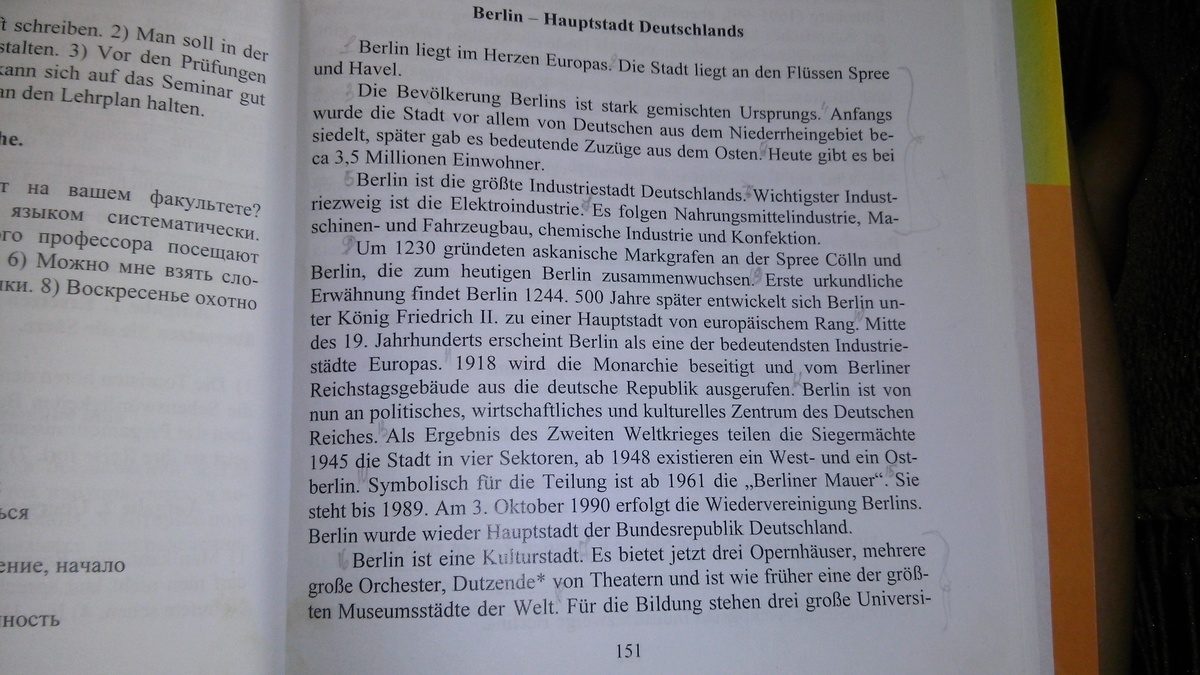 ft schreiben. 2) Man soll in der
stalten. 3) Vor den Prüfungen
kann sich auf das Seminar gut
an den Lehrplan halten.
he.
т на вашем факультете?
языком систематически.
го профессора посещают
6) Можно мне взять сло-
ики. 8) Воскресенье охотно
ься
ение, начало
ность
Berlin – Hauptstadt Deutschlands
Berlin liegt im Herzen Europas. Die Stadt liegt an den Flüssen Spree
und Havel.
Die Bevölkerung Berlins ist stark gemischten Ursprungs. Anfangs
wurde die Stadt vor allem von Deutschen aus dem Niederrheingebiet be-
siedelt, später gab es bedeutende Zuzüge aus dem Osten. Heute gibt es bei
ca 3,5 Millionen Einwohner.
Berlin ist die größte Industriestadt Deutschlands. Wichtigster Indust-
riezweig ist die Elektroindustrie. Es folgen Nahrungsmittelindustrie, Ma-
schinen- und Fahrzeugbau, chemische Industrie und Konfektion.
Um 1230 gründeten askanische Markgrafen an der Spree Cölln und
Berlin, die zum heutigen Berlin zusammenwuchsen. Erste urkundliche
Erwähnung findet Berlin 1244. 500 Jahre später entwickelt sich Berlin un-
ter König Friedrich II. zu einer Hauptstadt von europäischem Rang. Mitte
des 19. Jahrhunderts erscheint Berlin als eine der bedeutendsten Industrie-
städte Europas. 1918 wird die Monarchie beseitigt und vom Berliner
Reichstagsgebäude aus die deutsche Republik ausgerufen. Berlin ist von
nun an politisches, wirtschaftliches und kulturelles Zentrum des Deutschen
Reiches. Als Ergebnis des Zweiten Weltkrieges teilen die Siegermächte
1945 die Stadt in vier Sektoren, ab 1948 existieren ein West- und ein Ost-
berlin. Symbolisch für die Teilung ist ab 1961 die „Berliner Mauer“. Sie
steht bis 1989. Am 3. Oktober 1990 erfolgt die Wiedervereinigung Berlins.
Berlin wurde wieder Hauptstadt der Bundesrepublik Deutschland.
Berlin ist eine Kulturstadt. Es bietet jetzt drei Opernhäuser, mehrere
große Orchester, Dutzende* von Theatern und ist wie früher eine der größ-
ten Museumsstädte der Welt. Für die Bildung stehen drei große Universi-
151